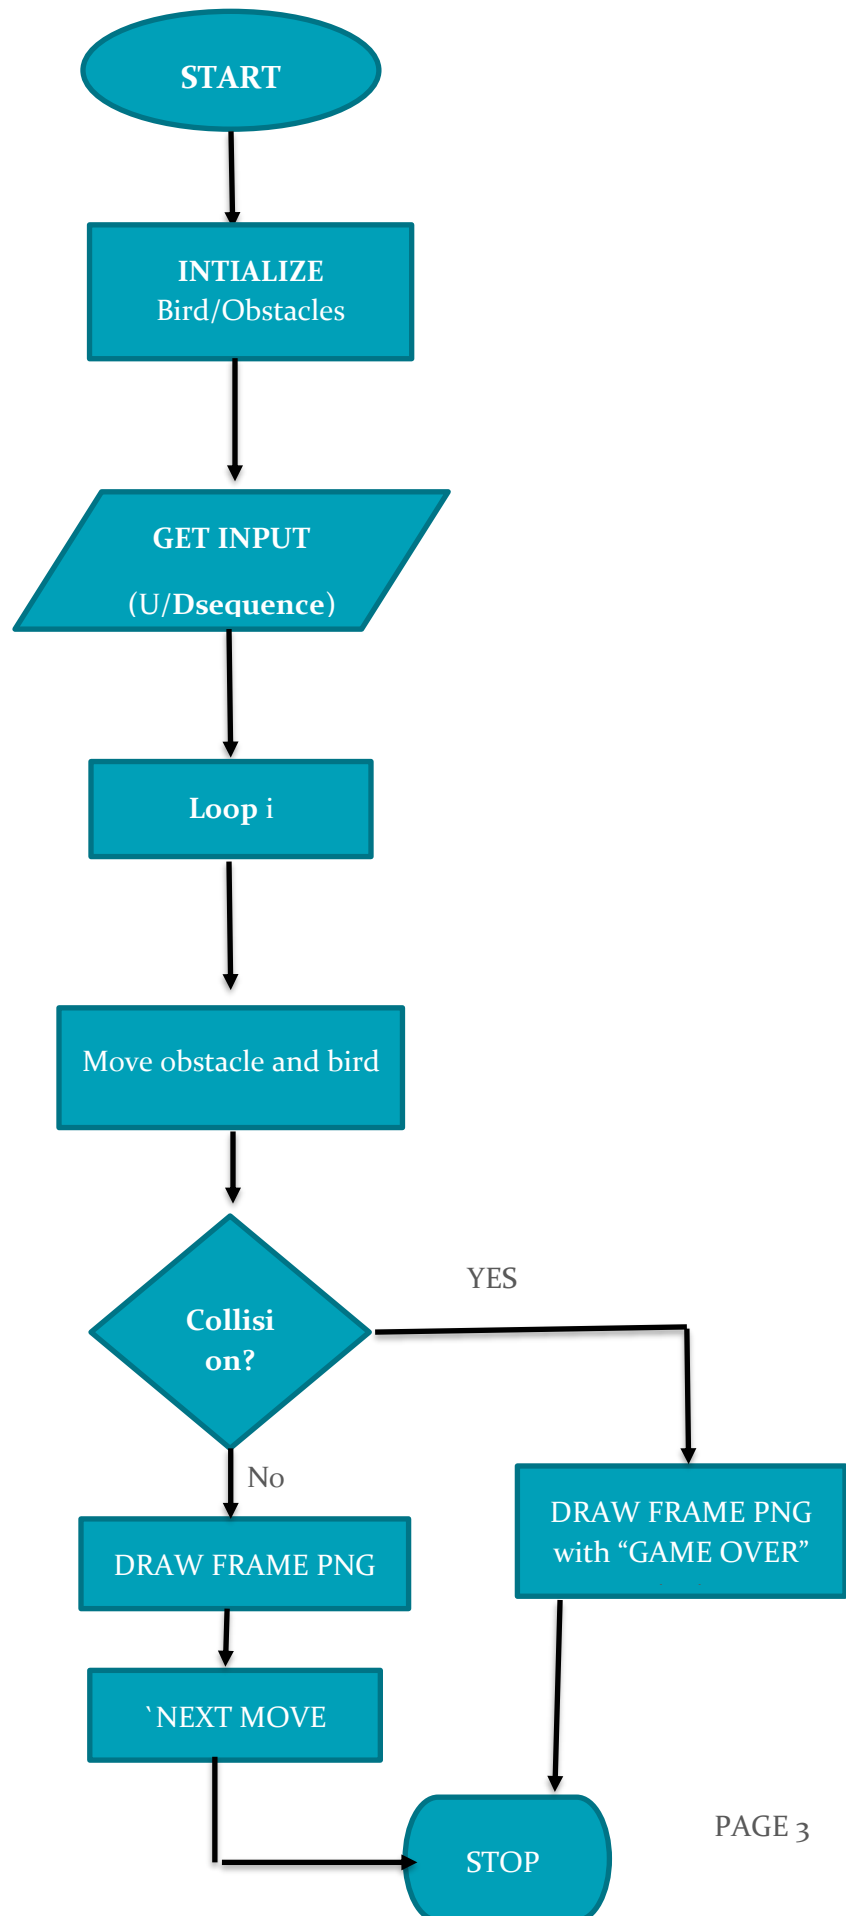 START
INTIALIZE
Bird/Obstacles
GET INPUT
(U/Dsequence)
Loop i
Move obstacle and bird
Collisi
on?
YES
No
DRAW FRAME PNG
DRAW FRAME PNG
with “GAME OVER”
`NEXT MOVE
STOP
PAGE 3